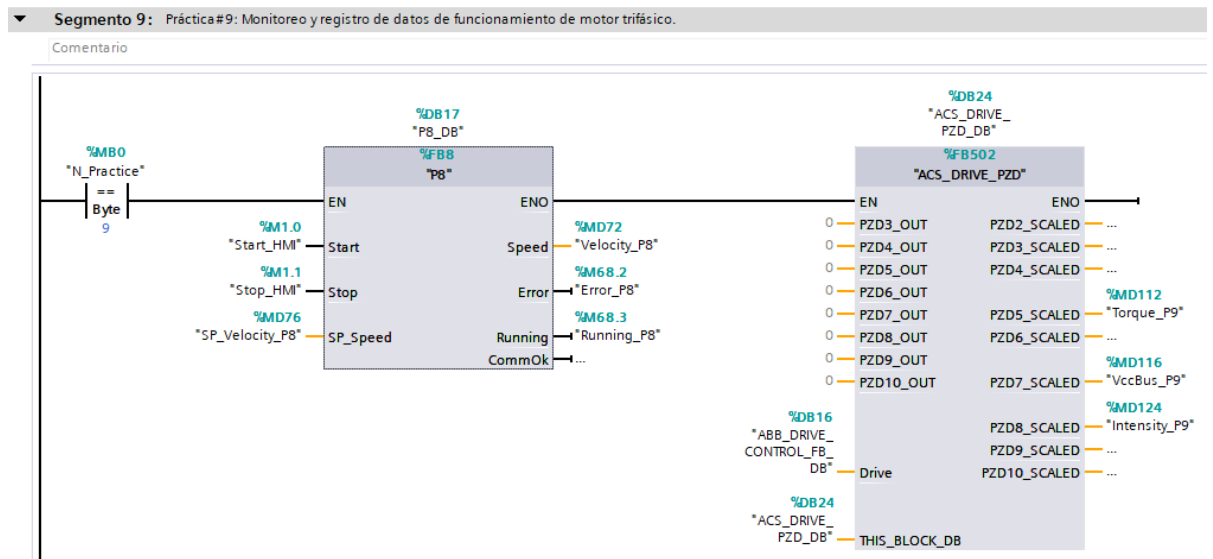 Segmento 9: Práctica#9: Monitoreo y registro de datos de funcionamiento de motor trifásico.
Comentario
%MB0
"N_Practice"
==
Byte
9
%DB17
"P8_DB"
%FB8
"P8"
EN ENO
%M1.0
"Start_HMI" Start
%M1.1
"Stop_HMI" Stop
%MD76
"SP_Velocity_P8" SP_Speed
%MD72
Speed "Velocity_P8"
%M68.2
Error "Error_P8"
%M68.3
Running "Running_P8"
CommOk ...
%DB24
"ACS_DRIVE_
PZD_DB"
%FB502
"ACS_DRIVE_PZD"
EN ENO
0 PZD3_OUT PZD2_SCALED ...
0 PZD4_OUT PZD3_SCALED ...
0 PZD5_OUT PZD4_SCALED ...
0 PZD6_OUT
%MD112
0 PZD7_OUT PZD5_SCALED "Torque_P9"
0 PZD8_OUT PZD6_SCALED ...
0 PZD9_OUT
%MD116
0 PZD10_OUT PZD7_SCALED "VccBus_P9"
%MD124
PZD8_SCALED "Intensity_P9"
PZD9_SCALED ...
%DB16
"ABB_DRIVE_
CONTROL_FB_
DB" Drive PZD10_SCALED ...
%DB24
"ACS_DRIVE_
PZD_DB" THIS_BLOCK_DB